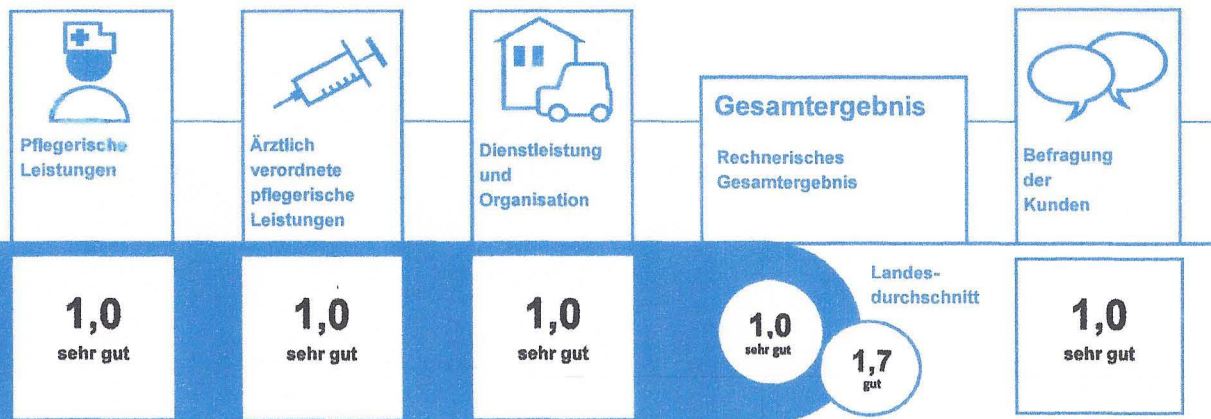 Pflegerische
Leistungen
Ärztlich
verordnete
pflegerische
Leistungen
Dienstleistung
und
Organisation
Gesamtergebnis
Rechnerisches
Gesamtergebnis
Befragung
der
Kunden
1,0
sehr gut
1,0
sehr gut
1,0
sehr gut
1,0
sehr gut
Landes-
durchschnitt
1,7
gut
1,0
sehr gut